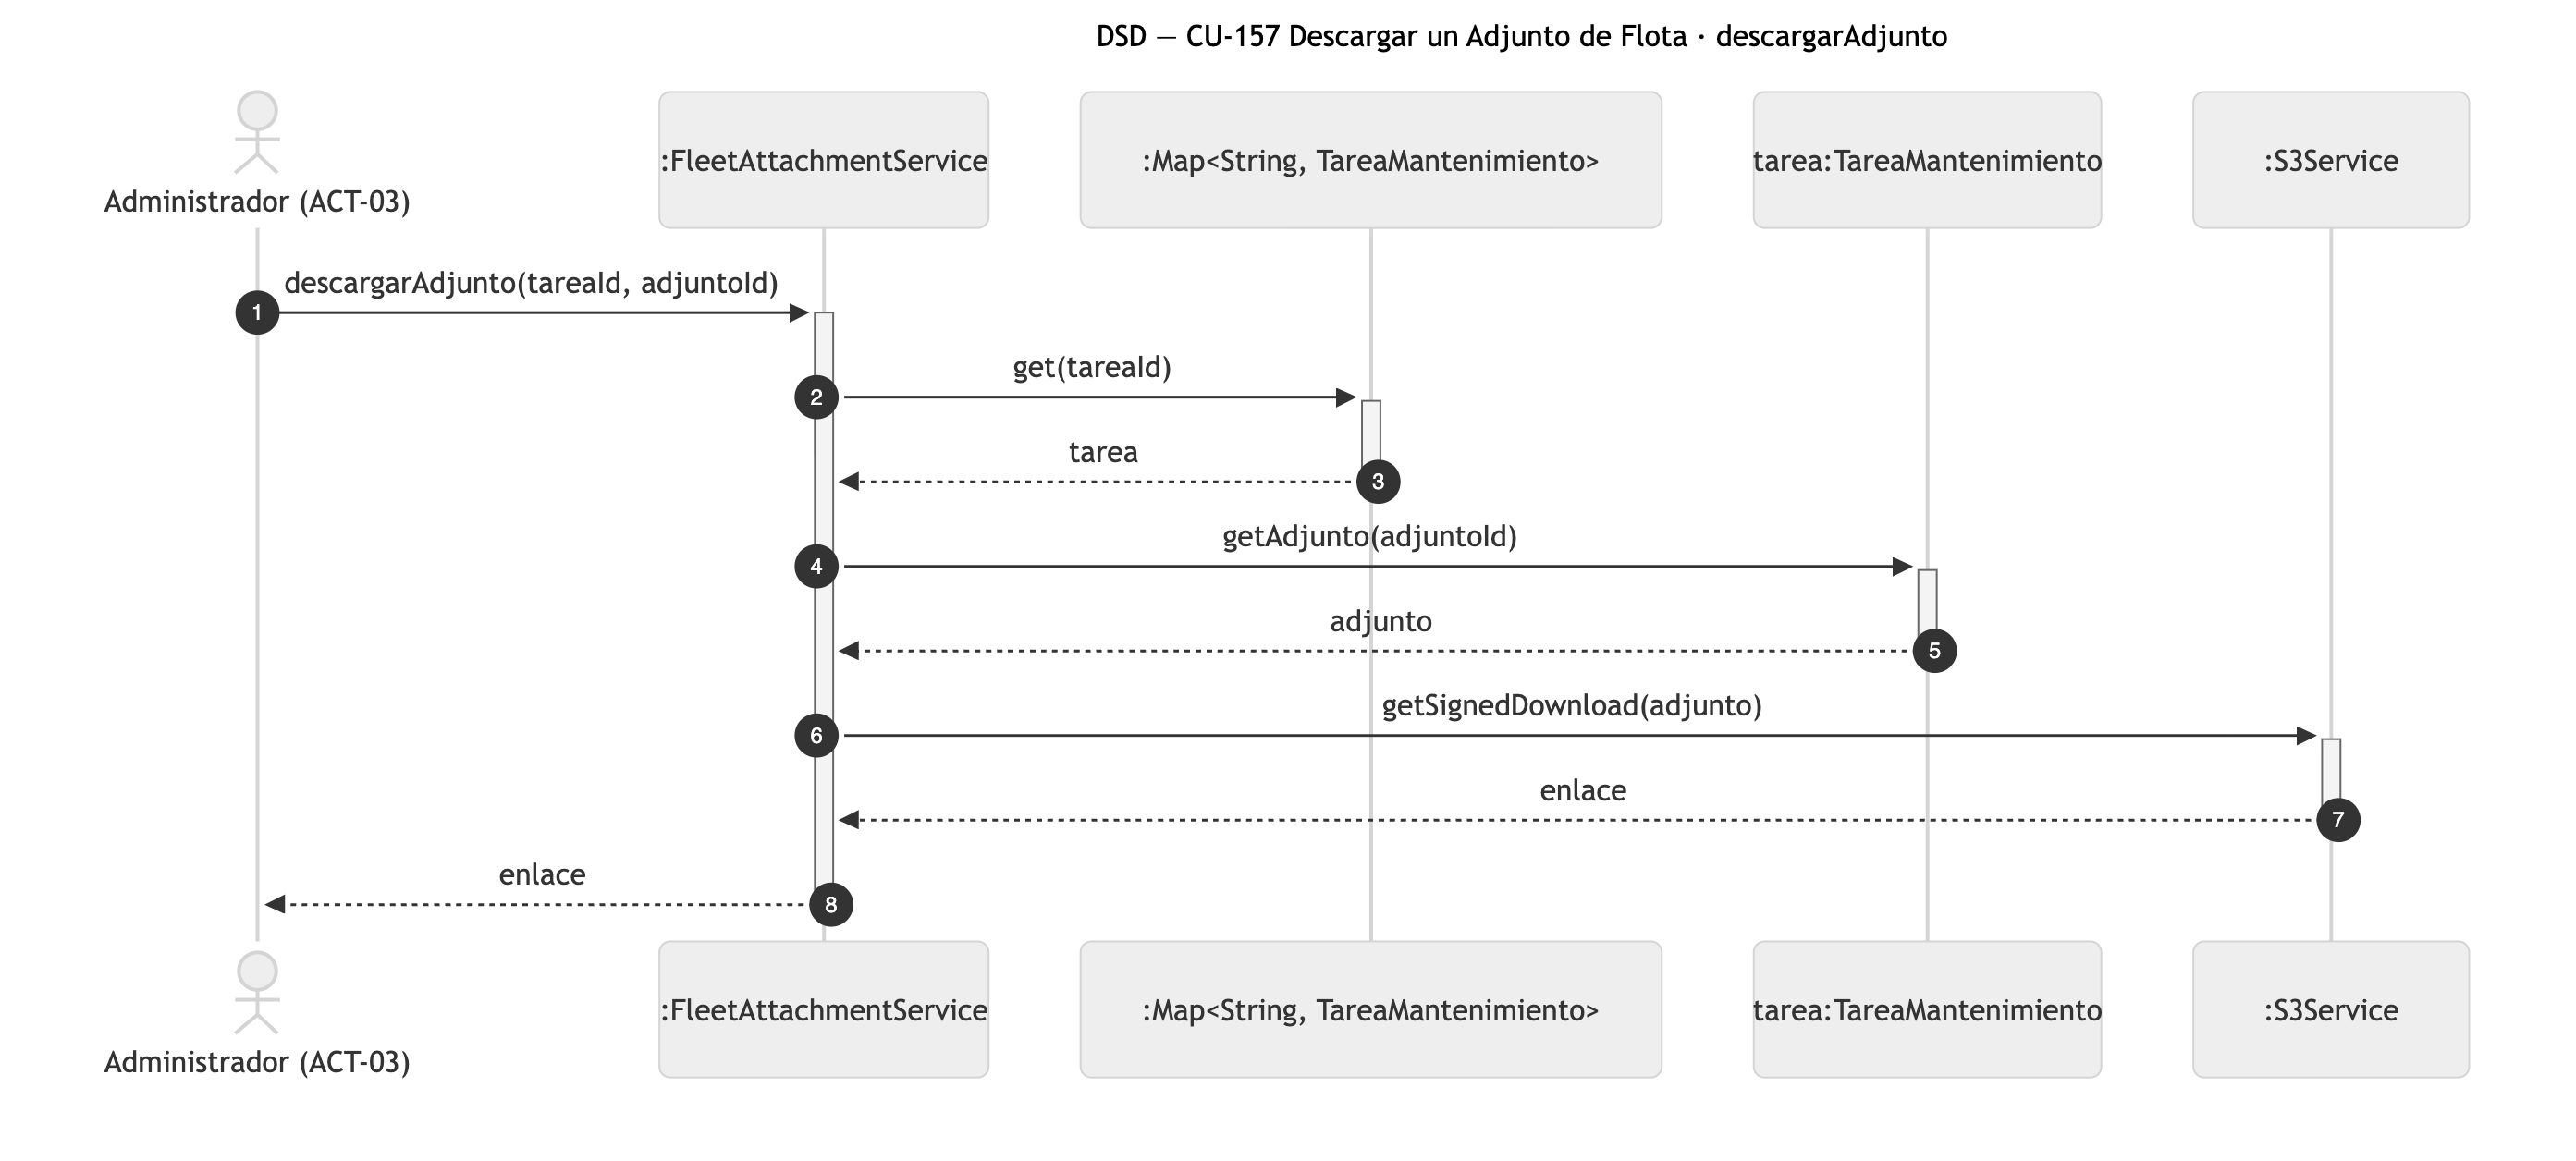 DSD — CU-157 Descargar un Adjunto de Flota · descargarAdjunto
Administrador (ACT-03)
:FleetAttachmentService
:Map<String, TareaMantenimiento>
tarea:TareaMantenimiento
:S3Service
descargarAdjunto(tareaId, adjuntoId)
1
get(tareaId)
2
tarea
3
getAdjunto(adjuntoId)
4
adjunto
5
getSignedDownload(adjunto)
6
enlace
7
enlace
8
:FleetAttachmentService
:Map<String, TareaMantenimiento>
tarea:TareaMantenimiento
:S3Service
Administrador (ACT-03)